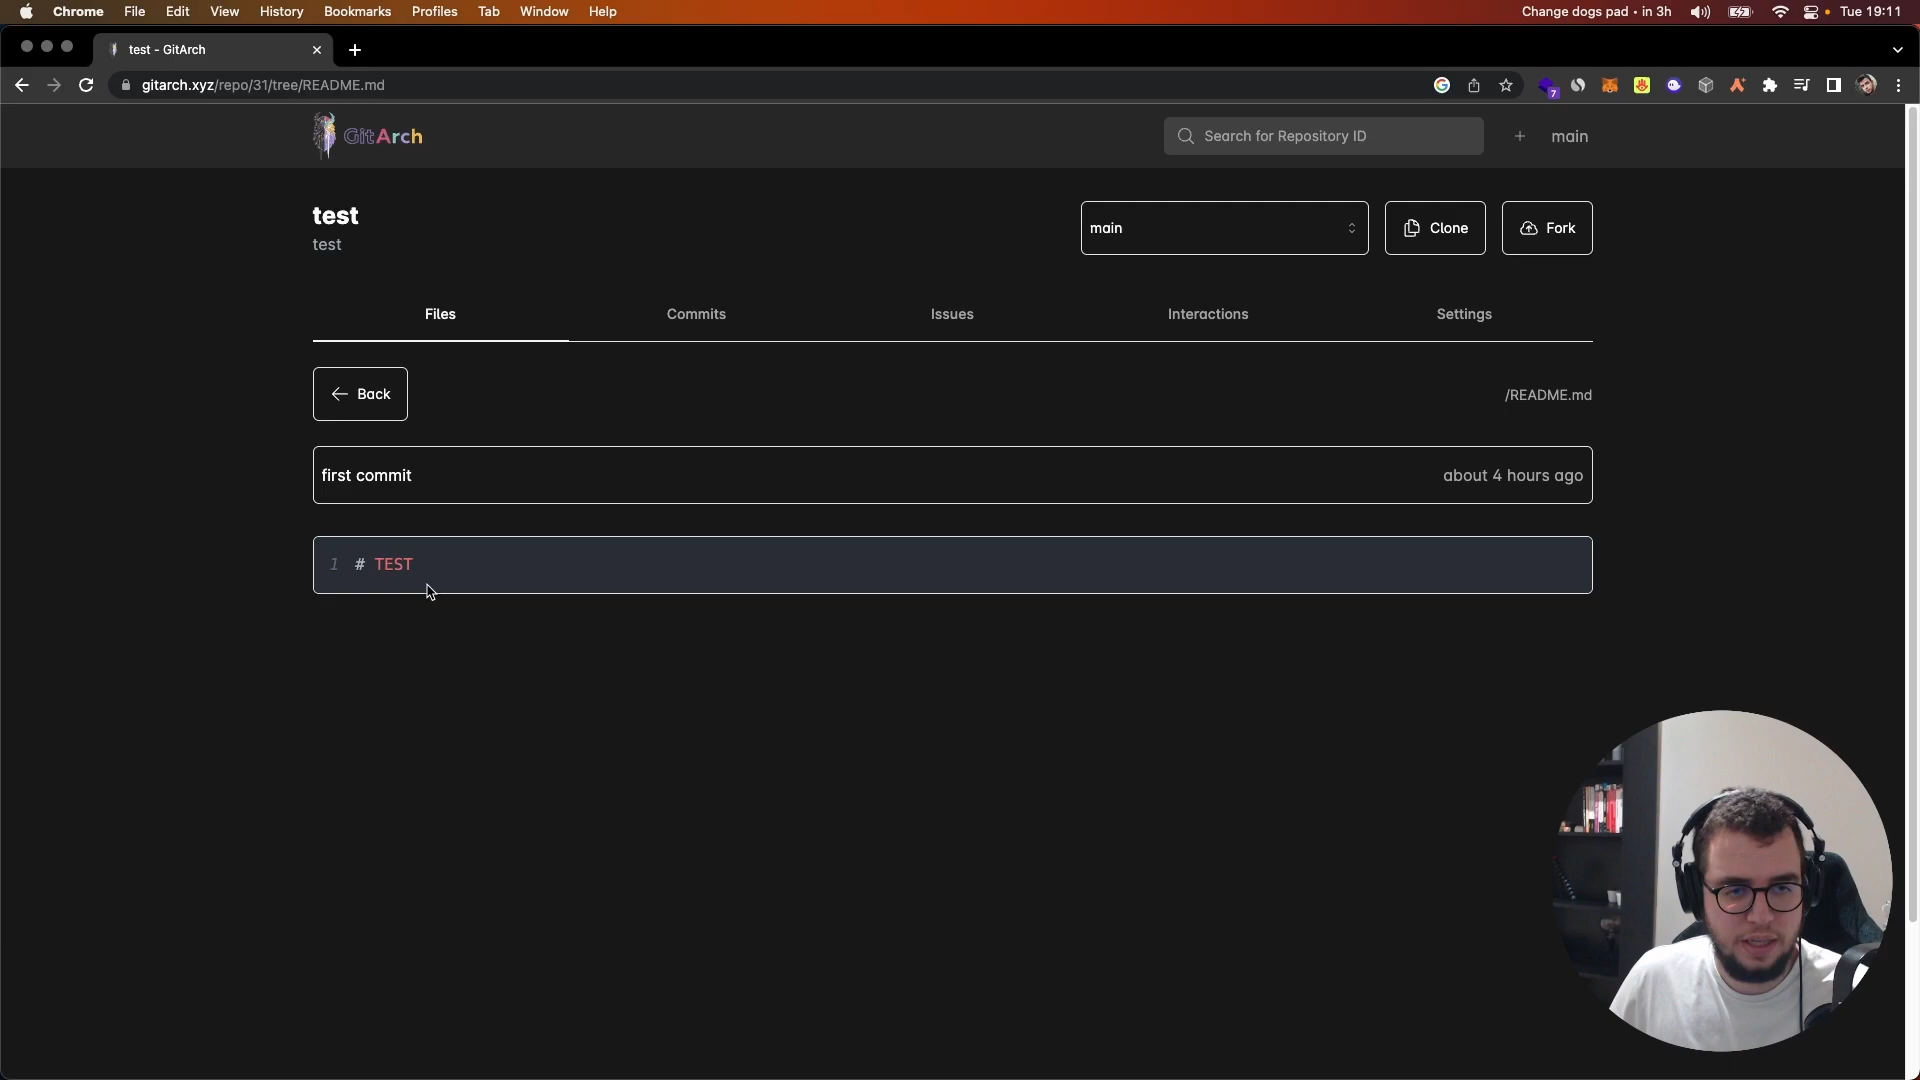 Chrome File Edit View History Bookmarks Profiles Tab Window Help Change dogs pad • in 3h Tue 19:11
test - GitArch
gitarch.xyz/repo/31/tree/README.md
7
GitArch Search for Repository ID + main
test
test
main Clone Fork
Files Commits Issues Interactions Settings
Back /README.md
first commit about 4 hours ago
1 # TEST